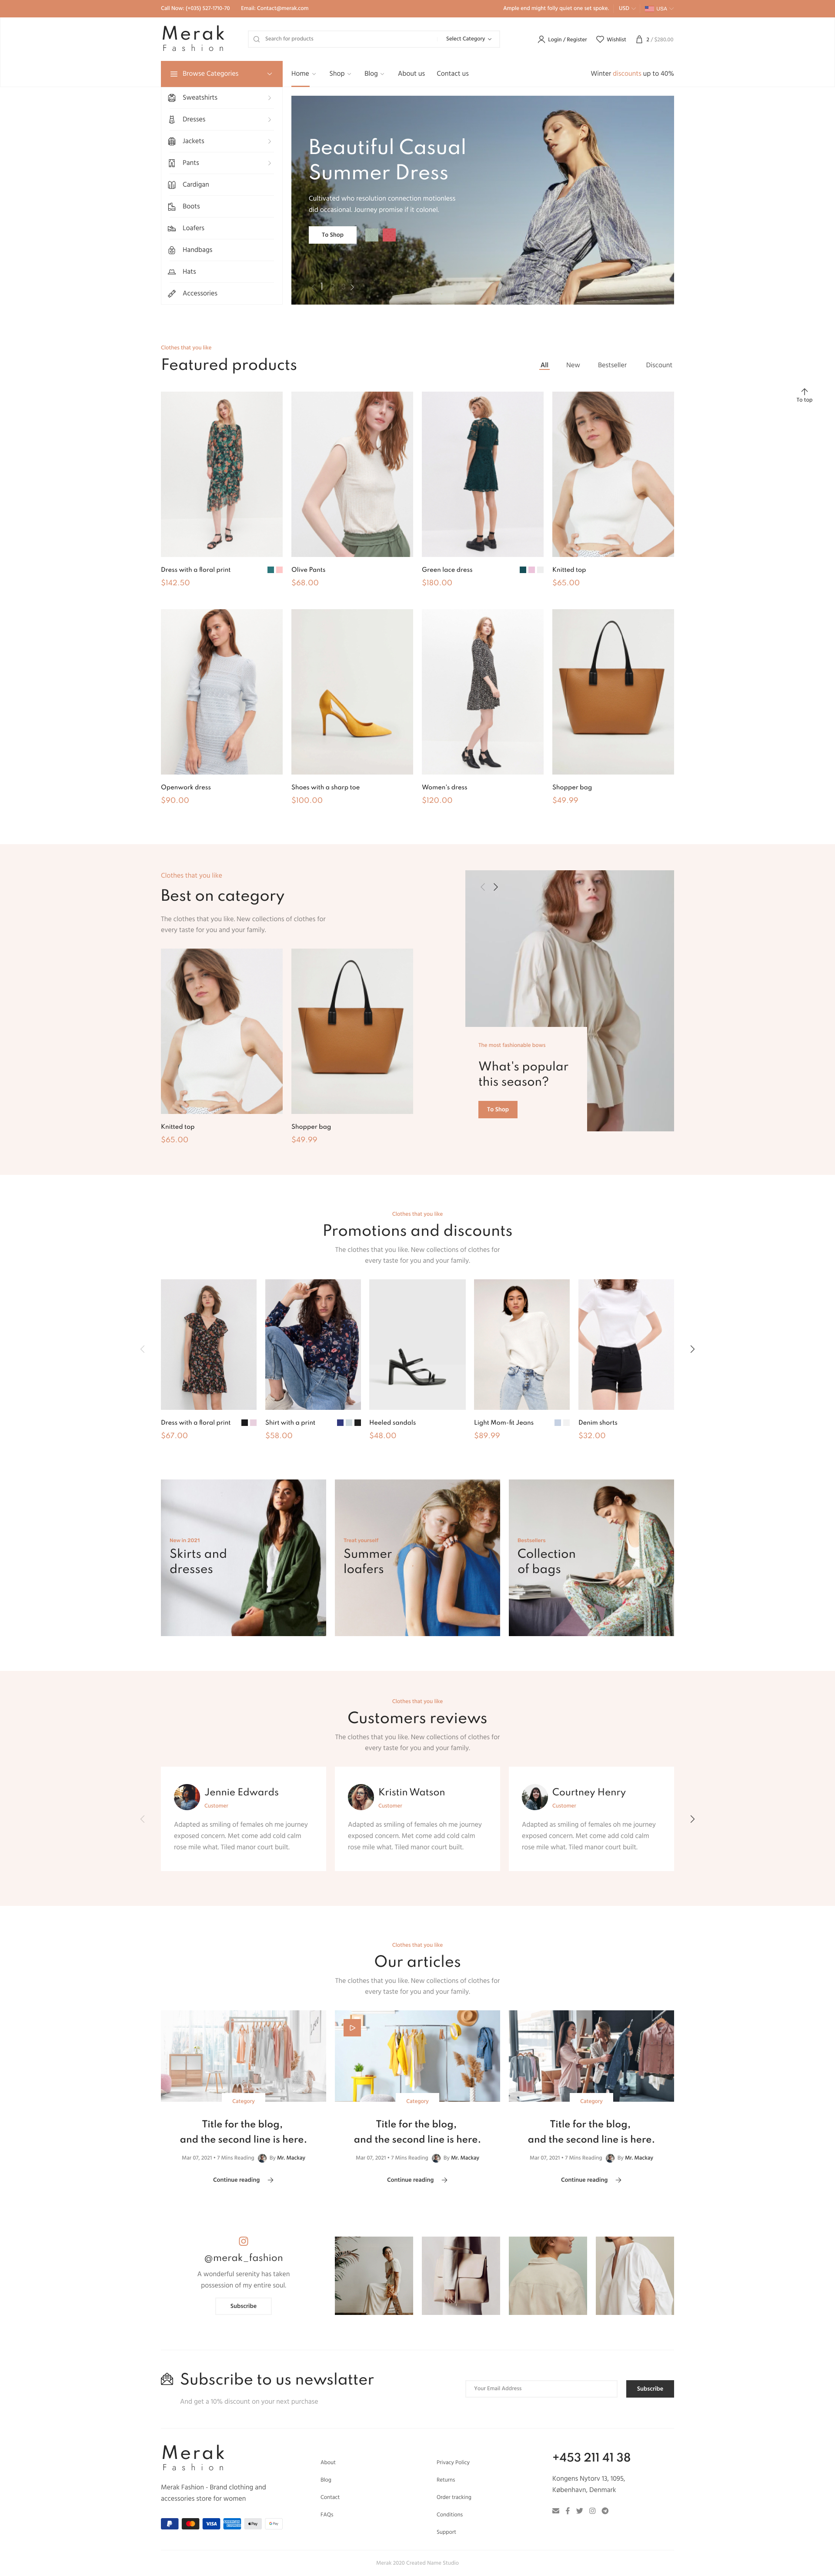 Call Now: (+035) 527-1710-70
Email: Contact@merak.com
Ample end might folly quiet one set spoke.
USD
USA
Merak
Fashion
Search for products
Select Category
Login / Register
Wishlist
2 / $280.00
Browse Categories
Home
Shop
Blog
About us
Contact us
Winter discounts up to 40%
Sweatshirts
Dresses
Jackets
Pants
Cardigan
Boots
Loafers
Handbags
Hats
Accessories
Beautiful Casual
Summer Dress
Cultivated who resolution connection motionless
did occasional. Journey promise if it colonel.
To Shop
Clothes that you like
Featured products
All
New
Bestseller
Discount
To top
Dress with a floral print
$142.50
Olive Pants
$68.00
Green lace dress
$180.00
Knitted top
$65.00
Openwork dress
$90.00
Shoes with a sharp toe
$100.00
Women's dress
$120.00
Shopper bag
$49.99
Clothes that you like
Best on category
The clothes that you like. New collections of clothes for
every taste for you and your family.
Knitted top
$65.00
Shopper bag
$49.99
The most fashionable bows
What's popular
this season?
To Shop
Clothes that you like
Promotions and discounts
The clothes that you like. New collections of clothes for
every taste for you and your family.
Dress with a floral print
$67.00
Shirt with a print
$58.00
Heeled sandals
$48.00
Light Mom-fit Jeans
$89.99
Denim shorts
$32.00
New in 2021
Skirts and
dresses
Treat yourself
Summer
loafers
Bestsellers
Collection
of bags
Clothes that you like
Customers reviews
The clothes that you like. New collections of clothes for
every taste for you and your family.
Jennie Edwards
Customer
Adapted as smiling of females oh me journey
exposed concern. Met come add cold calm
rose mile what. Tiled manor court built.
Kristin Watson
Customer
Adapted as smiling of females oh me journey
exposed concern. Met come add cold calm
rose mile what. Tiled manor court built.
Courtney Henry
Customer
Adapted as smiling of females oh me journey
exposed concern. Met come add cold calm
rose mile what. Tiled manor court built.
Clothes that you like
Our articles
The clothes that you like. New collections of clothes for
every taste for you and your family.
Category
Title for the blog,
and the second line is here.
Mar 07, 2021 • 7 Mins Reading By Mr. Mackay
Continue reading
Category
Title for the blog,
and the second line is here.
Mar 07, 2021 • 7 Mins Reading By Mr. Mackay
Continue reading
Category
Title for the blog,
and the second line is here.
Mar 07, 2021 • 7 Mins Reading By Mr. Mackay
Continue reading
@merak_fashion
A wonderful serenity has taken
possession of my entire soul.
Subscribe
Subscribe to us newslatter
And get a 10% discount on your next purchase
Your Email Address
Subscribe
Merak
Fashion
Merak Fashion - Brand clothing and
accessories store for women
VISA
Pay
G Pay
About
Blog
Contact
FAQs
Privacy Policy
Returns
Order tracking
Conditions
Support
+453 211 41 38
Kongens Nytorv 13, 1095,
København, Denmark
Merak 2020 Created Name Studio